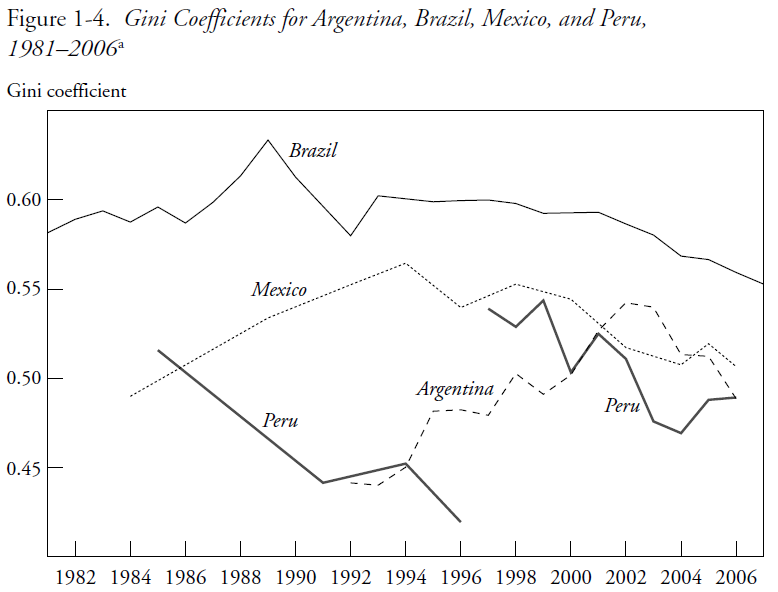 Figure 1-4. Gini Coefficients for Argentina, Brazil, Mexico, and Peru,
1981–2006a
Gini coefficient
Brazil
0.60
0.55
Mexico
0.50
Argentina
Peru
Peru
0.45
1982 1984 1986 1988 1990 1992 1994 1996 1998 2000 2002 2004 2006